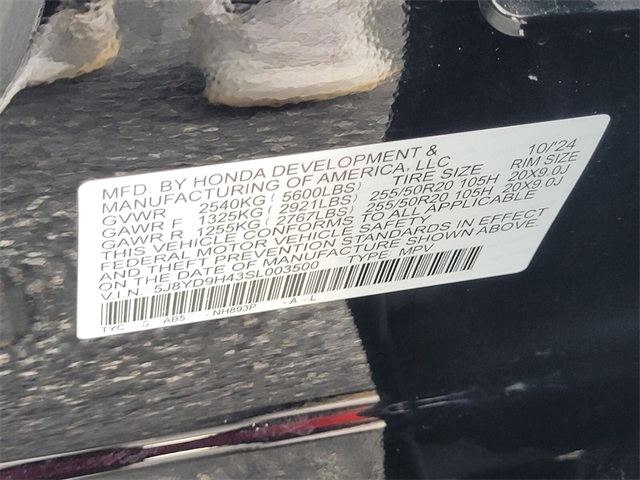 MFD. BY HONDA DEVELOPMENT & 10/'24
MANUFACTURING OF AMERICA, LLC
TIRE SIZE RIM SIZE
GVWR 2540KG (5600LBS)
GAWR F 1325KG (2921LBS) 255/50R20 105H 20X9.0J
GAWR R 1255KG (2767LBS) 255/50R20 105H 20X9.0J
THIS VEHICLE CONFORMS TO ALL APPLICABLE
FEDERAL MOTOR VEHICLE SAFETY
AND THEFT PREVENTION STANDARDS IN EFFECT
ON THE DATE OF MANUFACTURE SHOWN ABOVE.
V.I.N. 5J8YD9H43SL003500 TYPE MPV
TYC 5 AB5 - NH893P - A - L